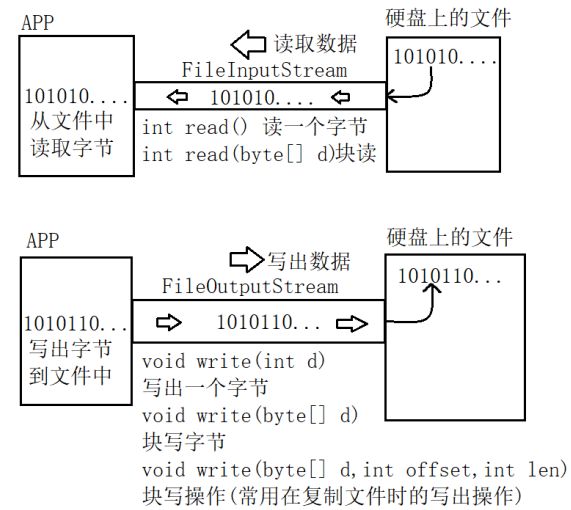 APP
硬盘上的文件
读取数据
FileInputStream
101010....
101010....
101010....
从文件中
读取字节
int read() 读一个字节
int read(byte[] d)块读
APP
硬盘上的文件
写出数据
FileOutputStream
1010110...
1010110...
1010110...
写出字节
到文件中
void write(int d)
写出一个字节
void write(byte[] d)
块写字节
void write(byte[] d,int offset,int len)
块写操作(常用在复制文件时的写出操作)